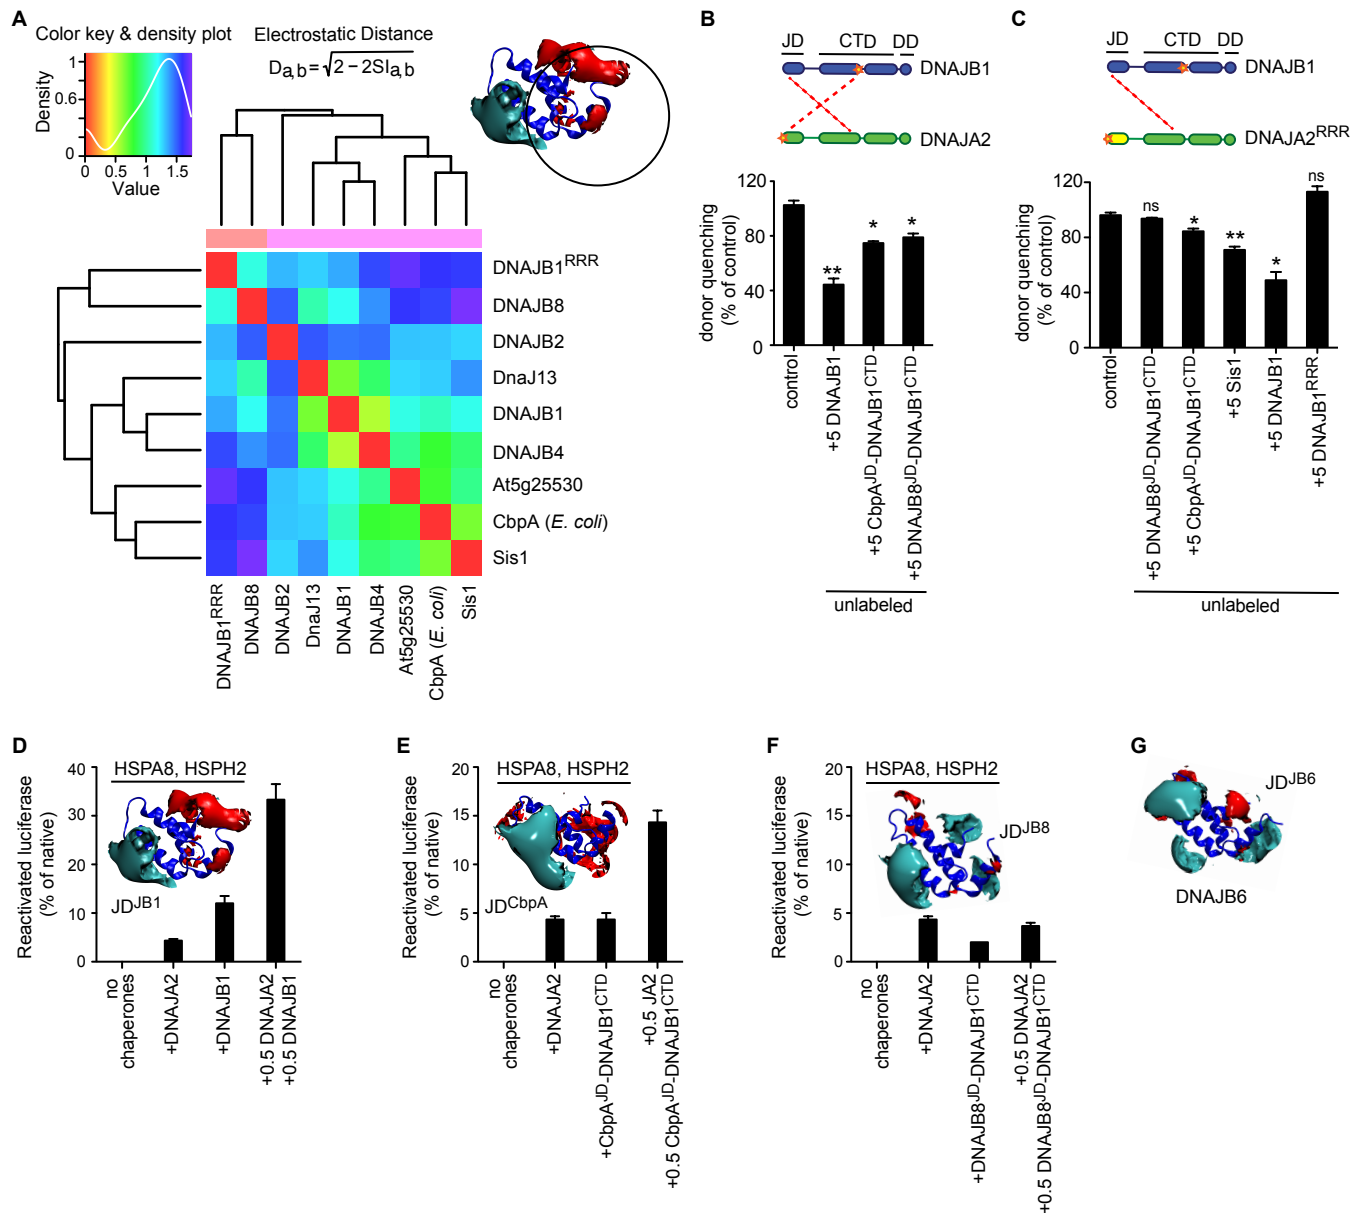 A
Color key & density plot
Density
1
0.6
0
0 0.5 1 1.5
Value
Electrostatic Distance
Da,b = √2 − 2SIa,b
DNAJB1RRR
DNAJB8
DNAJB2
DnaJ13
DNAJB1
DNAJB4
At5g25530
CbpA (E. coli)
Sis1
DNAJB1RRR
DNAJB8
DNAJB2
DnaJ13
DNAJB1
DNAJB4
At5g25530
CbpA (E. coli)
Sis1
B
JD CTD DD
DNAJB1
DNAJA2
donor quenching
(% of control)
120
80
40
0
**
*
*
control
+5 DNAJB1
+5 CbpAJD-DNAJB1CTD
+5 DNAJB8JD-DNAJB1CTD
unlabeled
C
JD CTD DD
DNAJB1
DNAJA2RRR
donor quenching
(% of control)
120
80
40
0
ns
*
**
*
ns
control
+5 DNAJB8JD-DNAJB1CTD
+5 CbpAJD-DNAJB1CTD
+5 Sis1
+5 DNAJB1
+5 DNAJB1RRR
unlabeled
D
HSPA8, HSPH2
Reactivated luciferase
(% of native)
40
30
20
10
0
JDJB1
no
chaperones
+DNAJA2
+DNAJB1
+0.5 DNAJA2
+0.5 DNAJB1
E
HSPA8, HSPH2
Reactivated luciferase
(% of native)
20
15
10
5
0
JDCbpA
no
chaperones
+DNAJA2
+CbpAJD-DNAJB1CTD
+0.5 JA2
+0.5 CbpAJD-DNAJB1CTD
F
HSPA8, HSPH2
Reactivated luciferase
(% of native)
20
15
10
5
0
JDJB8
no
chaperones
+DNAJA2
+DNAJB8JD-DNAJB1CTD
+0.5 DNAJA2
+0.5 DNAJB8JD-DNAJB1CTD
G
JDJB6
DNAJB6